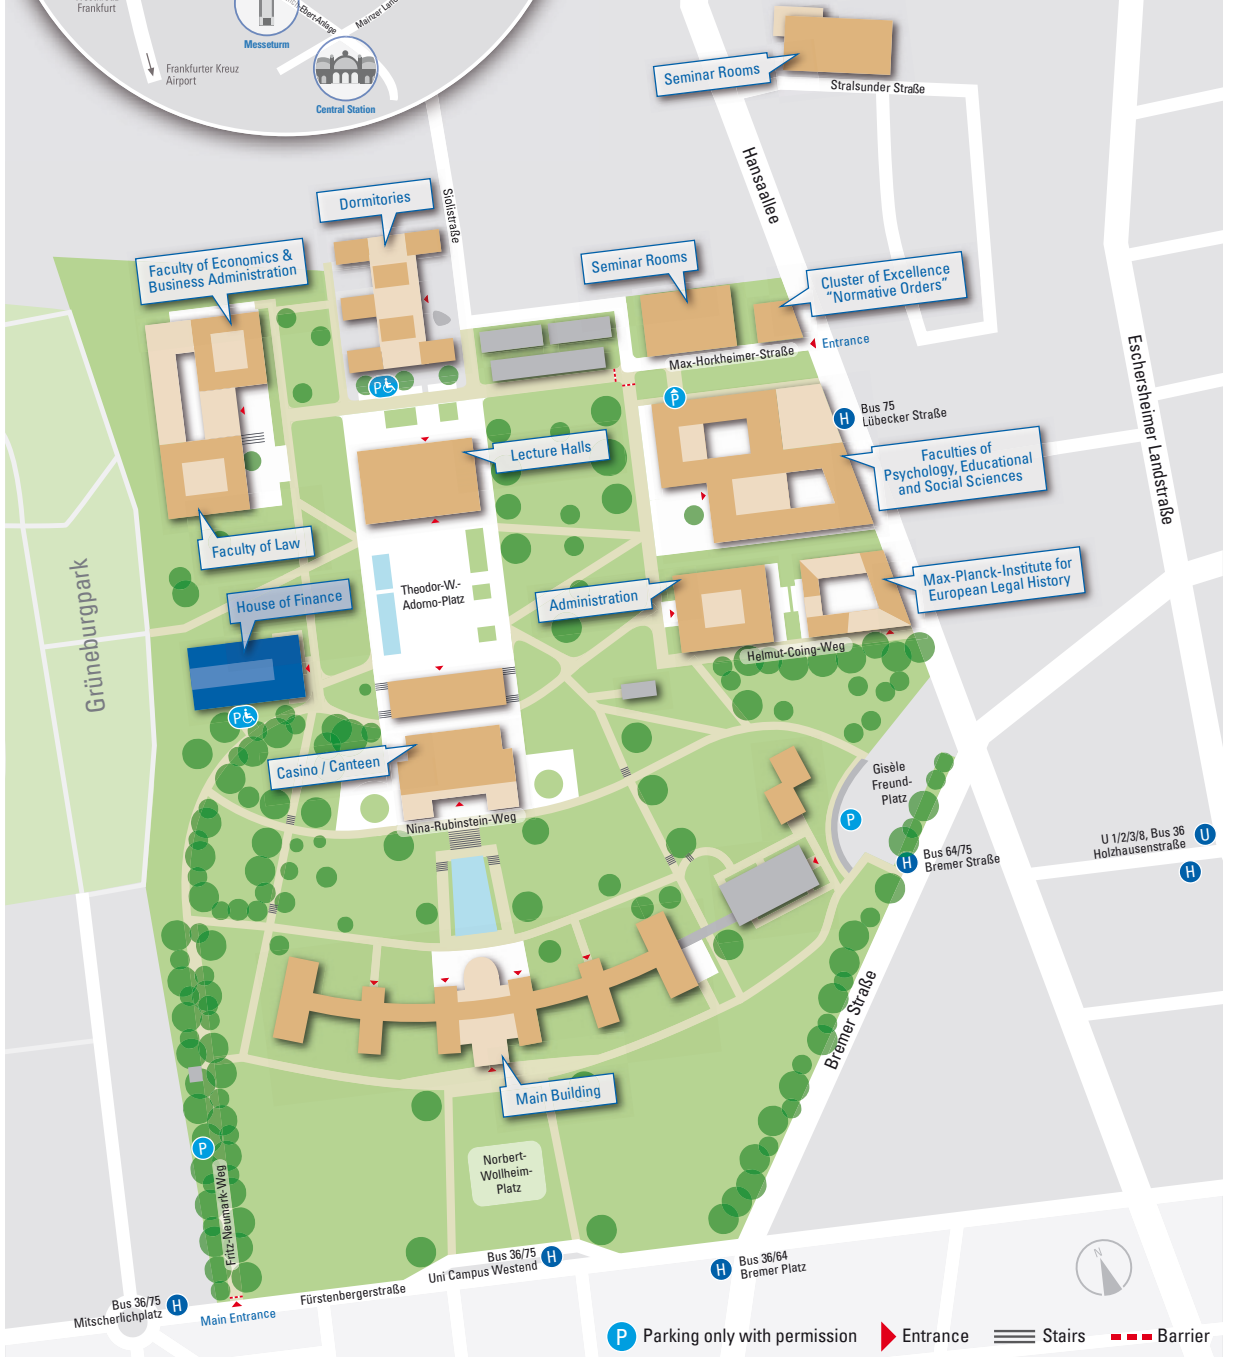 Frankfurt
Ebert-Anlage
Mainzer Lan
Messeturm
Frankfurter Kreuz
Airport
Central Station
Seminar Rooms
Stralsunder Straße
Hansaallee
Siolistraße
Dormitories
Faculty of Economics &
Business Administration
Seminar Rooms
Cluster of Excellence
“Normative Orders”
Entrance
Max-Horkheimer-Straße
Eschersheimer Landstraße
P
P
H
Bus 75
Lübecker Straße
Lecture Halls
Faculties of
Psychology, Educational
and Social Sciences
Faculty of Law
Grüneburgpark
House of Finance
Theodor-W.-
Adorno-Platz
Administration
Max-Planck-Institute for
European Legal History
Helmut-Coing-Weg
P
Casino / Canteen
Gisèle
Freund-
Platz
P
Nina-Rubinstein-Weg
U 1/2/3/8, Bus 36
Holzhausenstraße
U
H
H
Bus 64/75
Bremer Straße
Bremer Straße
Main Building
P
Norbert-
Wollheim-
Platz
Fritz-Neumark-Weg
Bus 36/75
Uni Campus Westend
H
H
Bus 36/64
Bremer Platz
N
Fürstenbergerstraße
Bus 36/75
Mitscherlichplatz
H
Main Entrance
P Parking only with permission Entrance Stairs Barrier